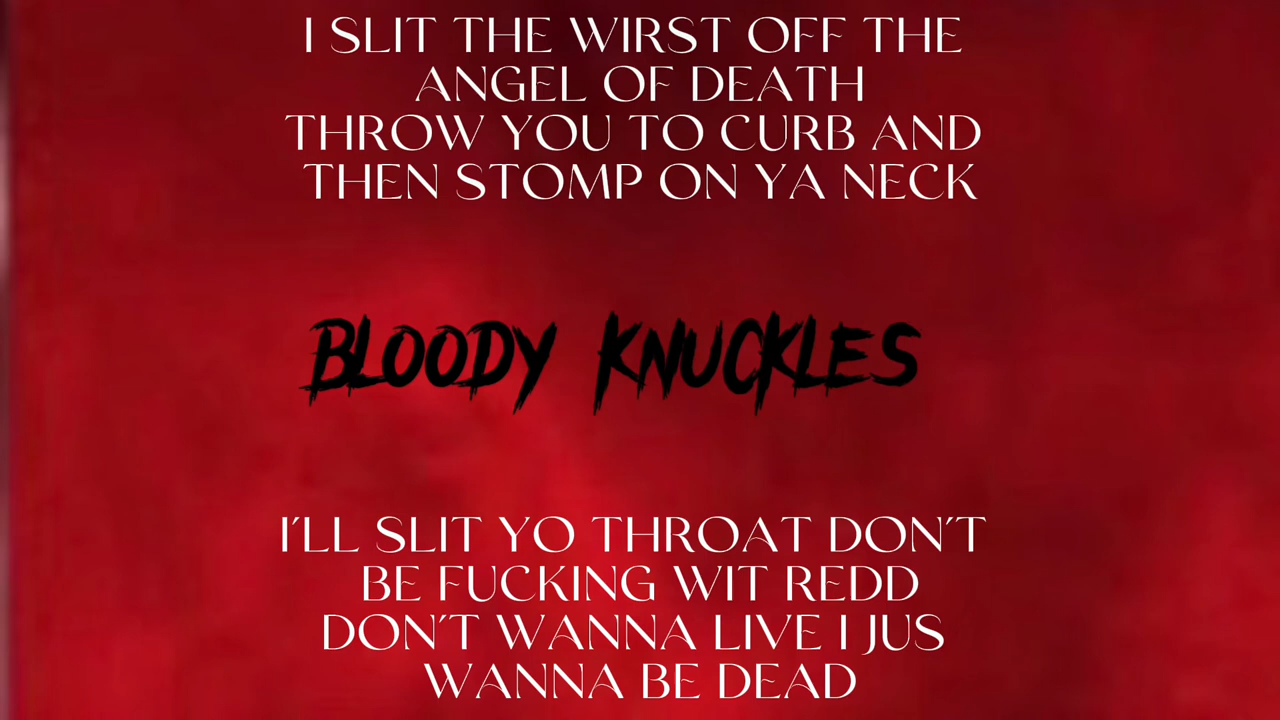 I SLIT THE WIRST OFF THE
ANGEL OF DEATH
THROW YOU TO CURB AND
THEN STOMP ON YA NECK
BLOODY KNUCKLES
I'LL SLIT YO THROAT DON'T
BE FUCKING WIT REDD
DON'T WANNA LIVE I JUS
WANNA BE DEAD